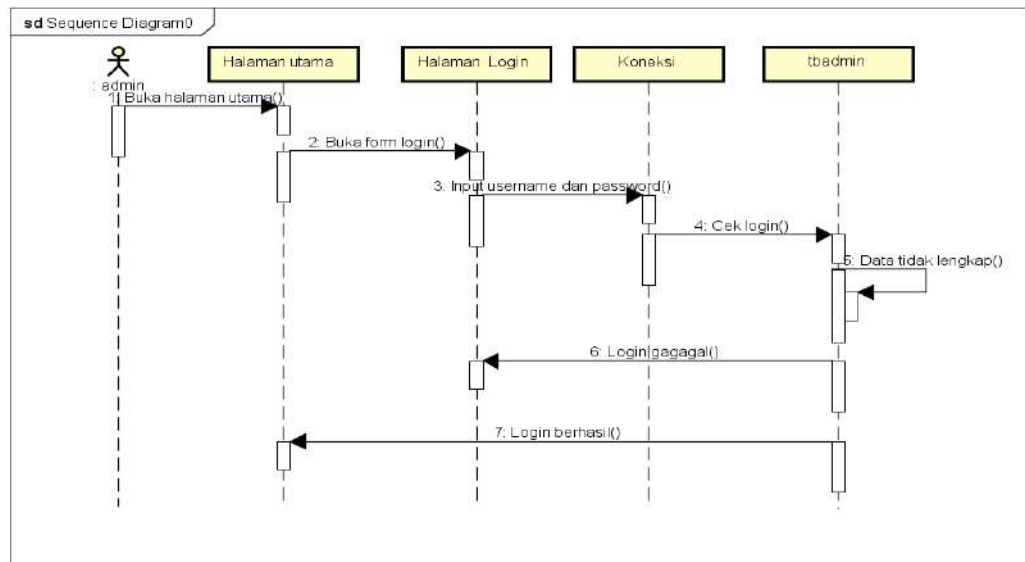 sd Sequence Diagram0
Halaman utama
Halaman Login
Koneksi
tbadmin
: admin
1: Buka halaman utama()
2: Buka form login()
3: Input username dan password()
4: Cek login()
5: Data tidak lengkap()
6: Login gagagal()
7: Login berhasil()